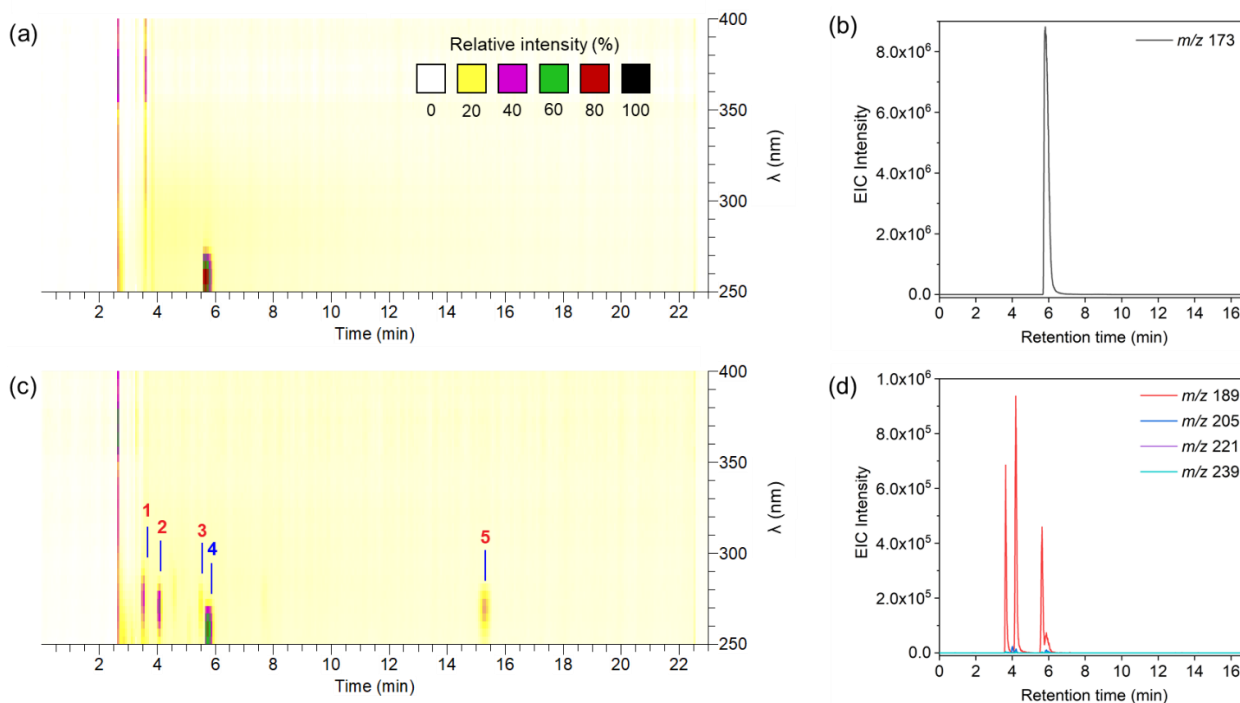 (a)
Relative intensity (%)
0 20 40 60 80 100
400
350
300
250
λ (nm)
2 4 6 8 10 12 14 16 18 20 22
Time (min)
(b)
m/z 173
8.0x10⁶
6.0x10⁶
4.0x10⁶
2.0x10⁶
0.0
EIC Intensity
0 2 4 6 8 10 12 14 16
Retention time (min)
(c)
1 2 3 4 5
400
350
300
250
λ (nm)
2 4 6 8 10 12 14 16 18 20 22
Time (min)
(d)
m/z 189
m/z 205
m/z 221
m/z 239
1.0x10⁶
8.0x10⁵
6.0x10⁵
4.0x10⁵
2.0x10⁵
0.0
EIC Intensity
0 2 4 6 8 10 12 14 16
Retention time (min)